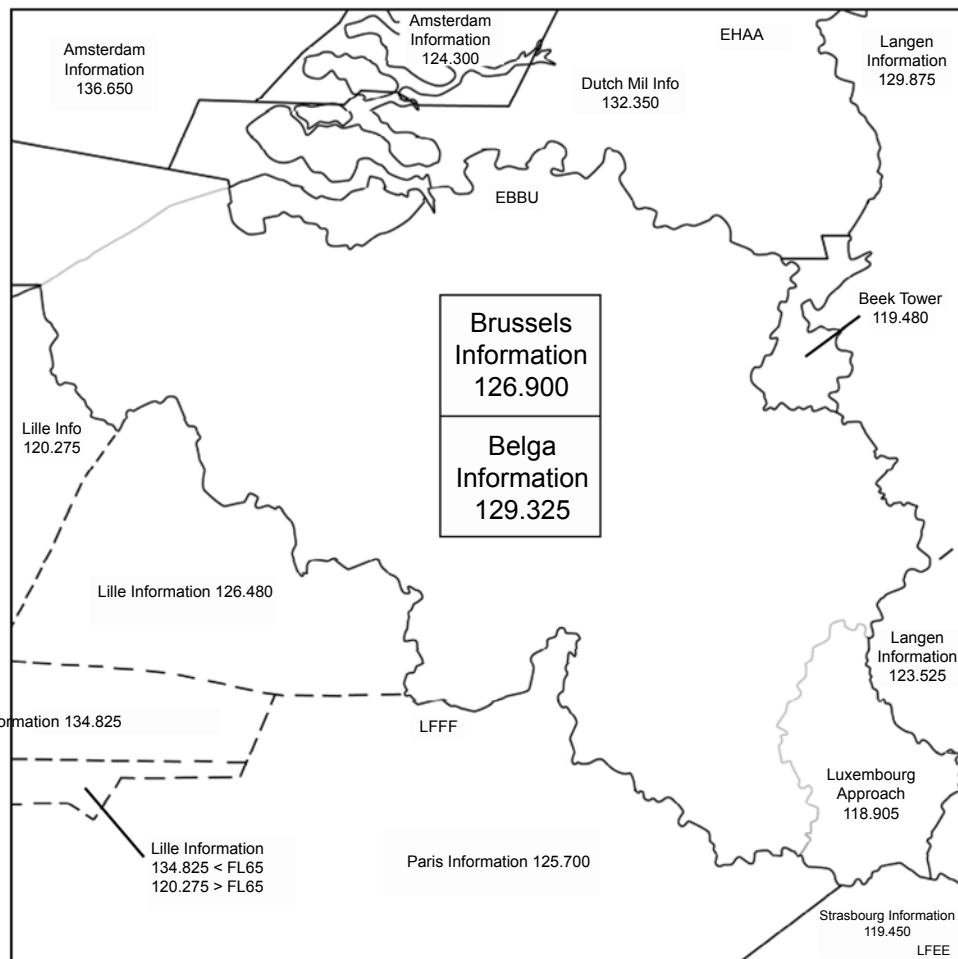 Amsterdam
Information
136.650
Amsterdam
Information
124.300
EHAA
Langen
Information
129.875
Dutch Mil Info
132.350
EBBU
Beek Tower
119.480
Brussels
Information
126.900
Belga
Information
129.325
Lille Info
120.275
Lille Information 126.480
Langen
Information
123.525
ormation 134.825
LFFF
Luxembourg
Approach
118.905
Lille Information
134.825 < FL65
120.275 > FL65
Paris Information 125.700
Strasbourg Information
119.450
LFEE